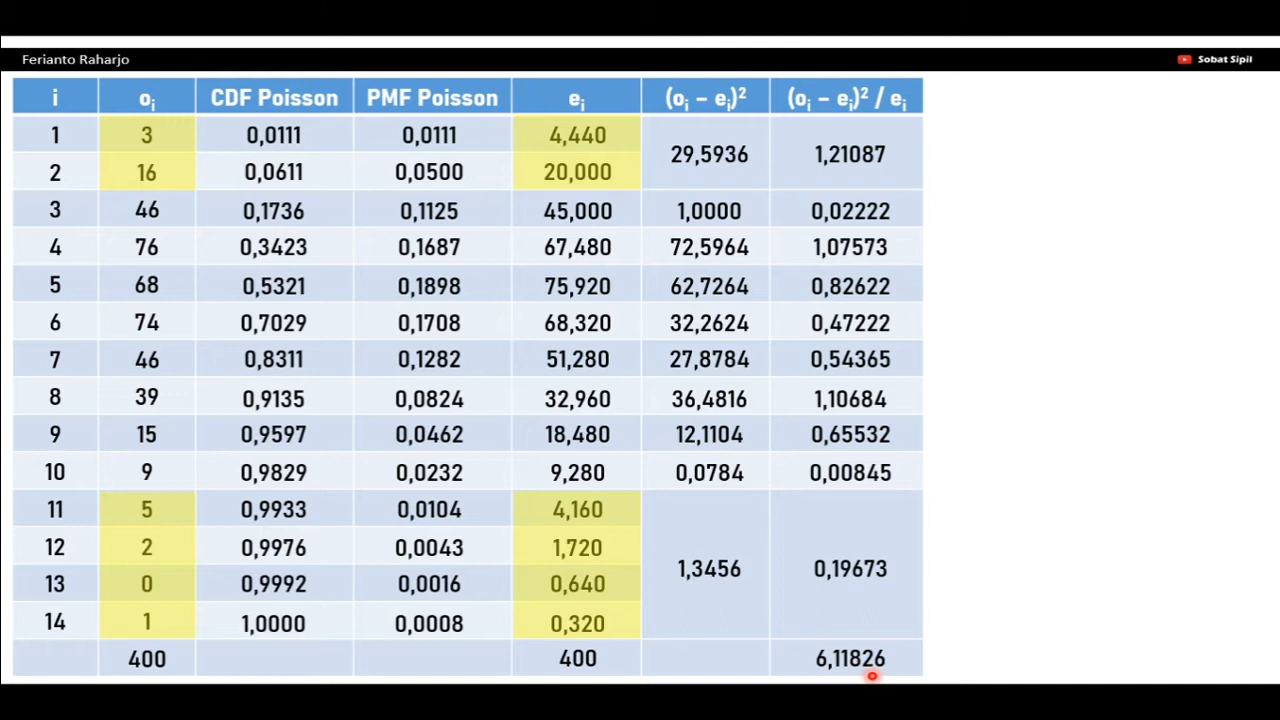 Ferianto Raharjo
Sobat Sipil
i oᵢ CDF Poisson PMF Poisson eᵢ (oᵢ – eᵢ)² (oᵢ – eᵢ)² / eᵢ
1 3 0,0111 0,0111 4,440 29,5936 1,21087
2 16 0,0611 0,0500 20,000
3 46 0,1736 0,1125 45,000 1,0000 0,02222
4 76 0,3423 0,1687 67,480 72,5964 1,07573
5 68 0,5321 0,1898 75,920 62,7264 0,82622
6 74 0,7029 0,1708 68,320 32,2624 0,47222
7 46 0,8311 0,1282 51,280 27,8784 0,54365
8 39 0,9135 0,0824 32,960 36,4816 1,10684
9 15 0,9597 0,0462 18,480 12,1104 0,65532
10 9 0,9829 0,0232 9,280 0,0784 0,00845
11 5 0,9933 0,0104 4,160
12 2 0,9976 0,0043 1,720 1,3456 0,19673
13 0 0,9992 0,0016 0,640
14 1 1,0000 0,0008 0,320
400 400 6,11826